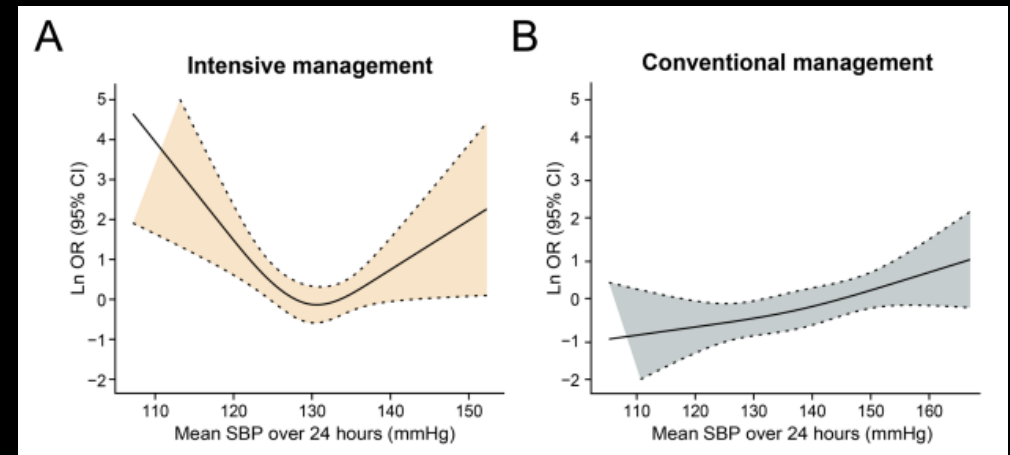 A
Intensive management
Ln OR (95% CI)
5
4
3
2
1
0
−1
−2
110 120 130 140 150
Mean SBP over 24 hours (mmHg)
B
Conventional management
Ln OR (95% CI)
5
4
3
2
1
0
−1
−2
110 120 130 140 150 160
Mean SBP over 24 hours (mmHg)